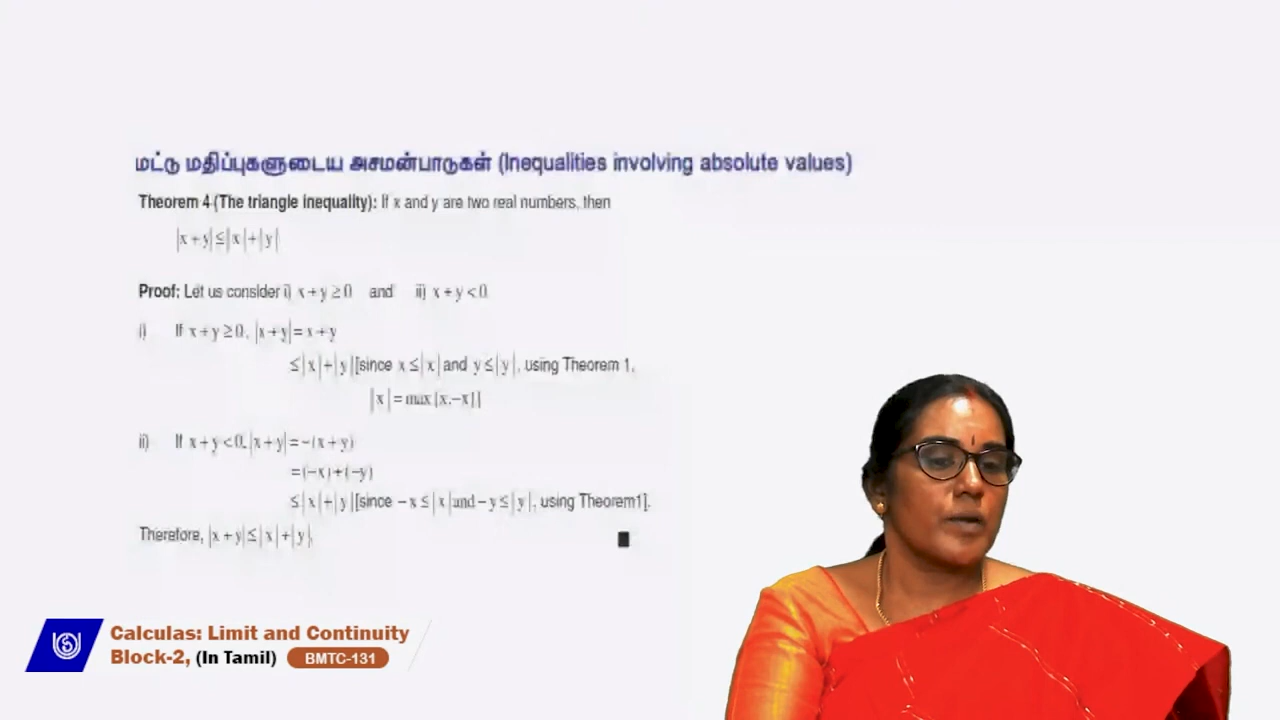 மட்டு மதிப்புகளுடைய அசமன்பாடுகள் (Inequalities involving absolute values)
Theorem 4 (The triangle inequality): If x and y are two real numbers, then
|x + y| ≤ |x| + |y|
Proof: Let us consider i) x + y ≥ 0 and ii) x + y < 0
i) If x + y ≥ 0, |x + y| = x + y
≤ |x| + |y| [since x ≤ |x| and y ≤ |y|, using Theorem 1,
|x| = max {x, −x}]
ii) If x + y < 0, |x + y| = −(x + y)
= (−x) + (−y)
≤ |x| + |y| [since − x ≤ |x| and − y ≤ |y|, using Theorem1].
Therefore, |x + y| ≤ |x| + |y|.
Calculas: Limit and Continuity
Block-2, (In Tamil) BMTC-131